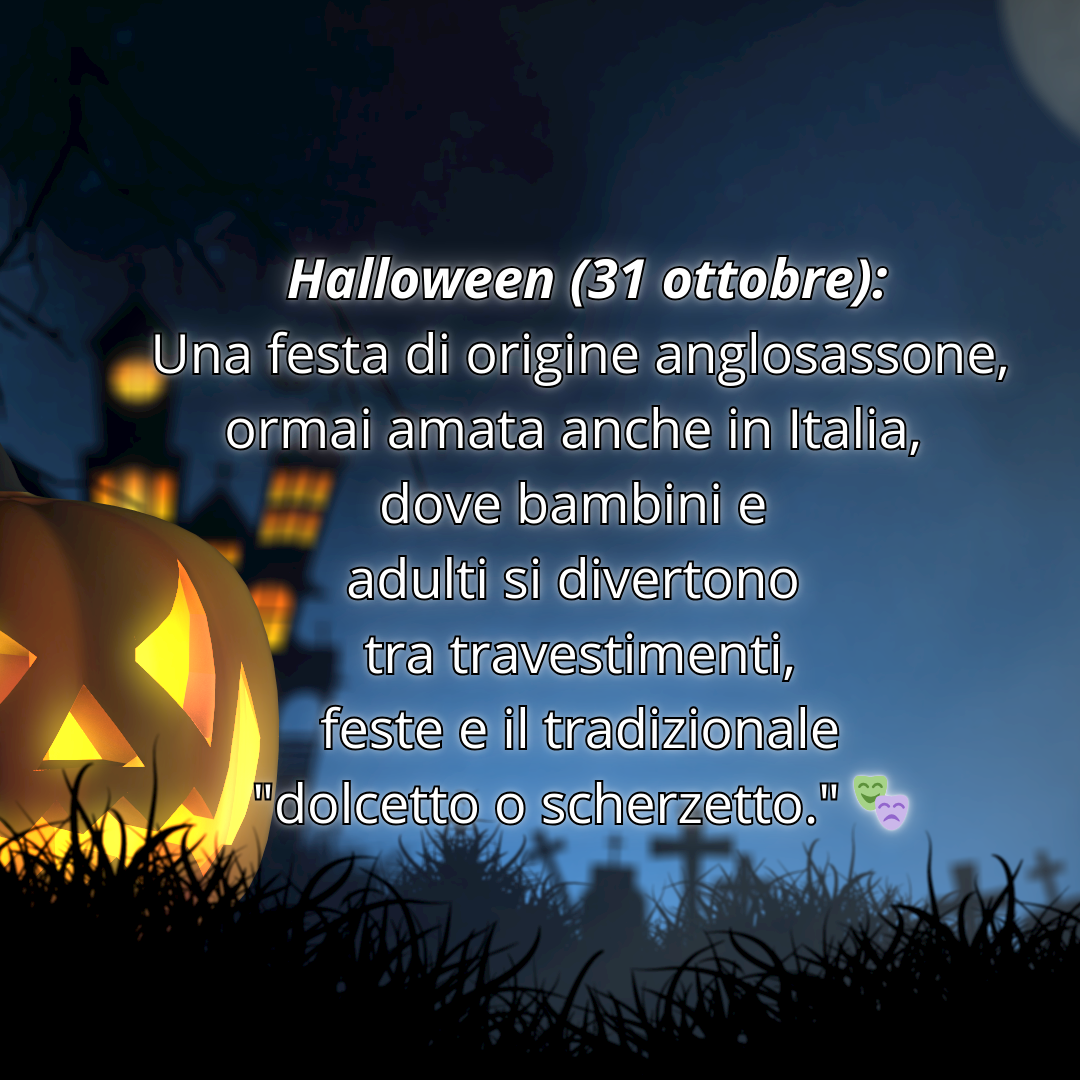 Halloween (31 ottobre):
Una festa di origine anglosassone,
ormai amata anche in Italia,
dove bambini e
adulti si divertono
tra travestimenti,
feste e il tradizionale
"dolcetto o scherzetto." 🎭